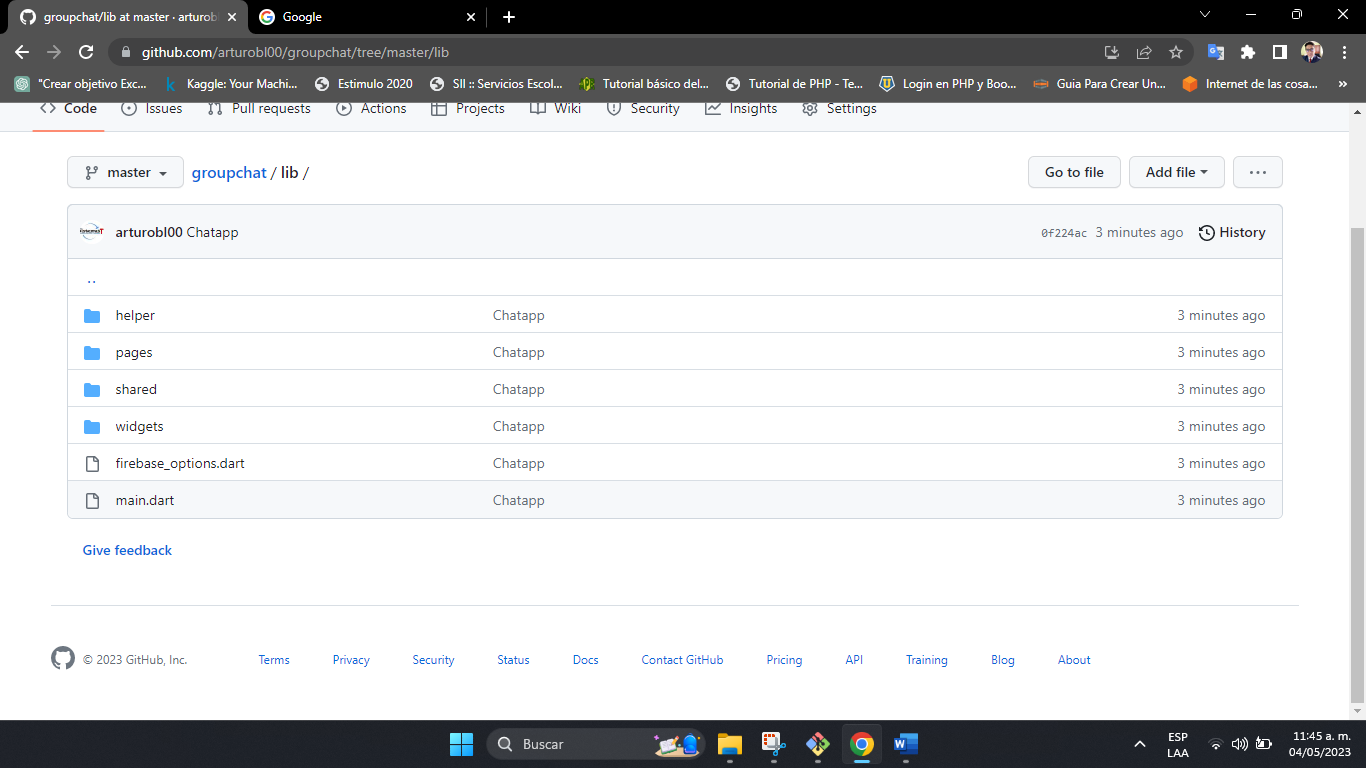 groupchat/lib at master · arturobl
Google
github.com/arturobl00/groupchat/tree/master/lib
"Crear objetivo Exc...
Kaggle: Your Machi...
Estimulo 2020
SII :: Servicios Escol...
Tutorial básico del...
Tutorial de PHP - Te...
Login en PHP y Boo...
Guia Para Crear Un...
Internet de las cosa...
»
Code
Issues
Pull requests
Actions
Projects
Wiki
Security
Insights
Settings
master
groupchat / lib /
Go to file
Add file
...
arturobl00 Chatapp
0f224ac 3 minutes ago
History
..
helper Chatapp 3 minutes ago
pages Chatapp 3 minutes ago
shared Chatapp 3 minutes ago
widgets Chatapp 3 minutes ago
firebase_options.dart Chatapp 3 minutes ago
main.dart Chatapp 3 minutes ago
Give feedback
© 2023 GitHub, Inc.
Terms
Privacy
Security
Status
Docs
Contact GitHub
Pricing
API
Training
Blog
About
Buscar
ESP
LAA
11:45 a. m.
04/05/2023